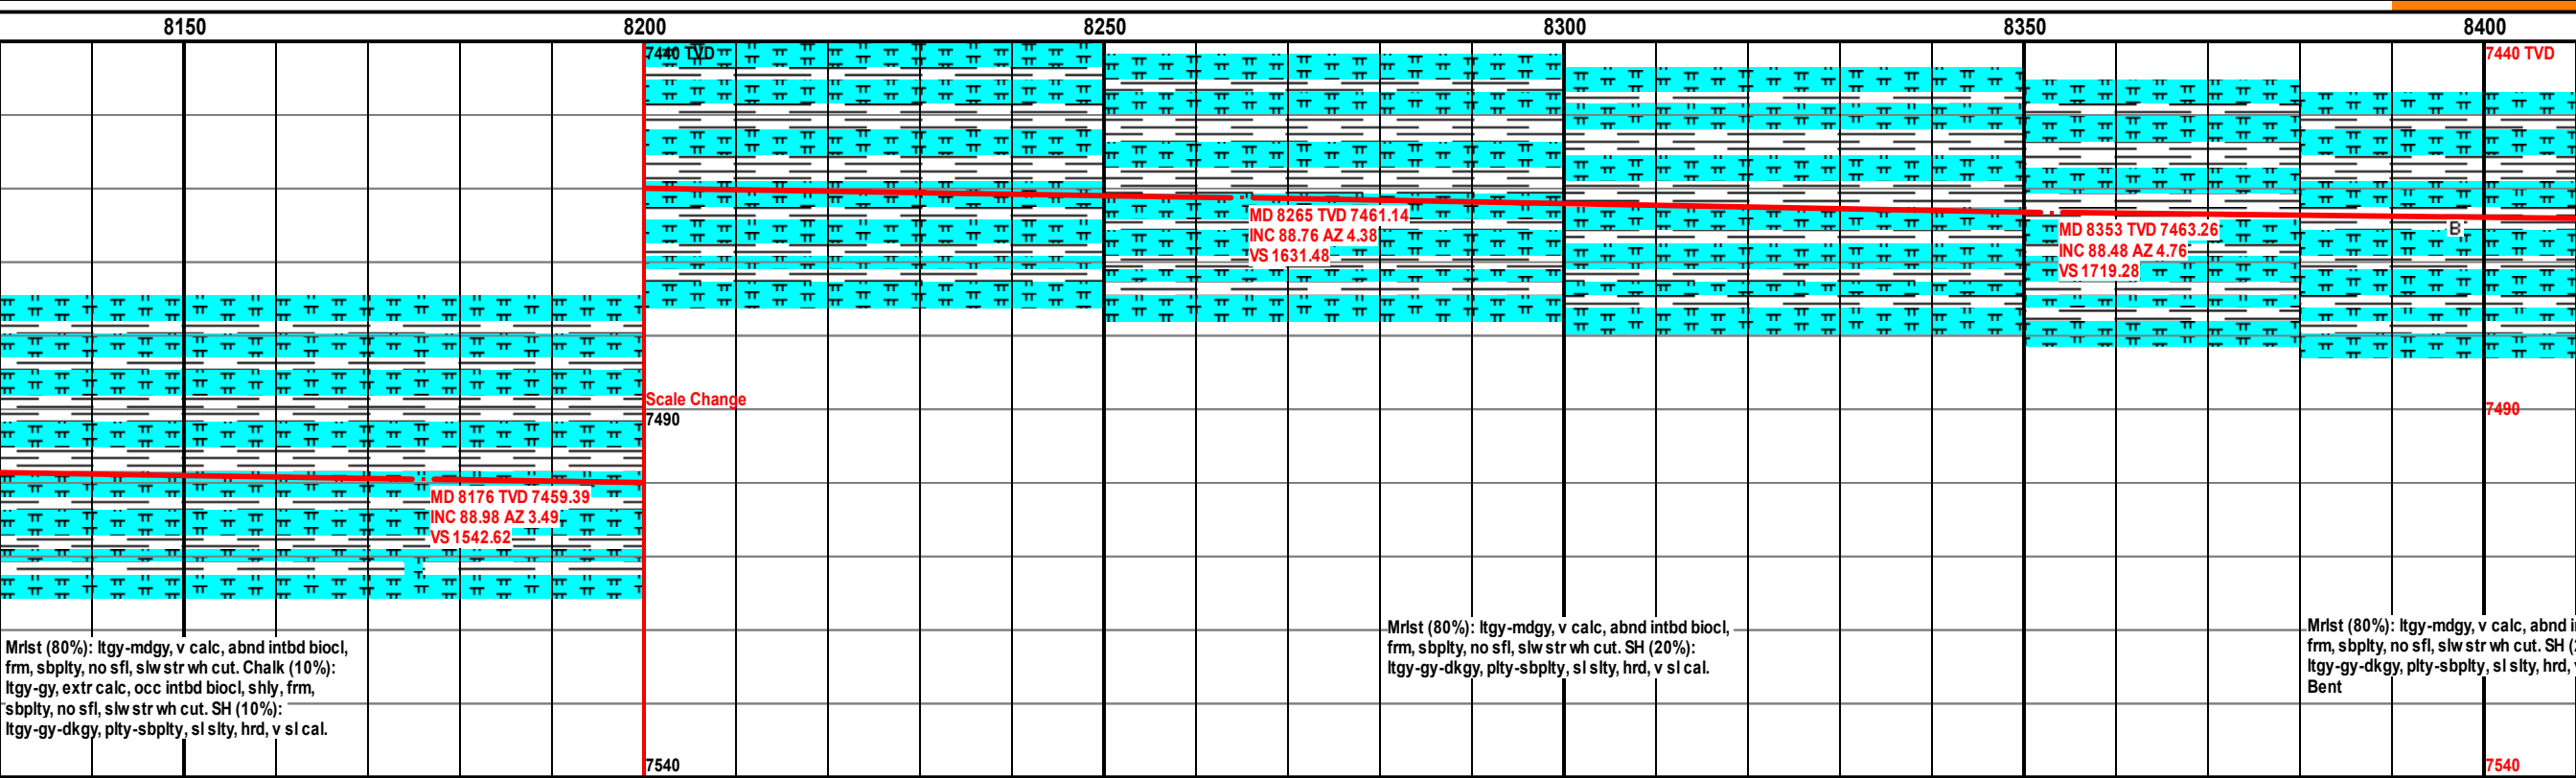 8150
8200
8250
8300
8350
8400
7440 TVD
7440 TVD
MD 8265 TVD 7461.14
INC 88.76 AZ 4.38
VS 1631.48
MD 8353 TVD 7463.26
INC 88.48 AZ 4.76
VS 1719.28
B
Scale Change
7490
7490
MD 8176 TVD 7459.39
INC 88.98 AZ 3.49
VS 1542.62
Mrlst (80%): ltgy-mdgy, v calc, abnd intbd biocl,
frm, sbplty, no sfl, slw str wh cut. Chalk (10%):
ltgy-gy, extr calc, occ intbd biocl, shly, frm,
sbplty, no sfl, slw str wh cut. SH (10%):
ltgy-gy-dkgy, plty-sbplty, sl slty, hrd, v sl cal.
Mrlst (80%): ltgy-mdgy, v calc, abnd intbd biocl,
frm, sbplty, no sfl, slw str wh cut. SH (20%):
ltgy-gy-dkgy, plty-sbplty, sl slty, hrd, v sl cal.
Mrlst (80%): ltgy-mdgy, v calc, abnd
frm, sbplty, no sfl, slw str wh cut. SH
ltgy-gy-dkgy, plty-sbplty, sl slty, hrd,
Bent
7540
7540